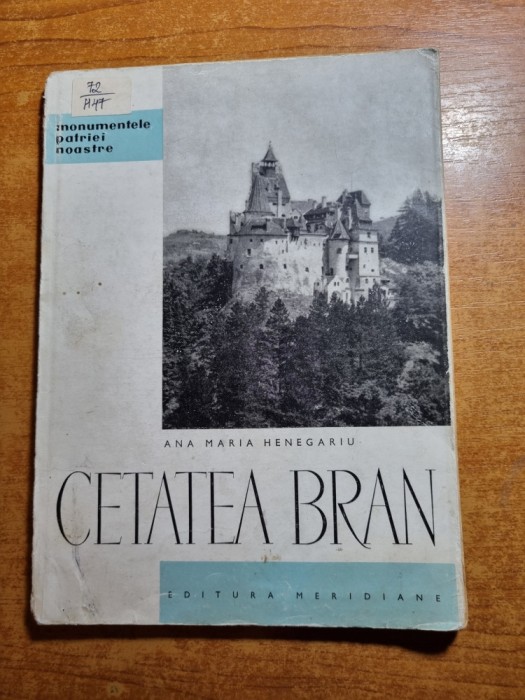 72
H47
monumentele
patriei
noastre
ANA MARIA HENEGARIU
CETATEA BRAN
EDITURA MERIDIANE